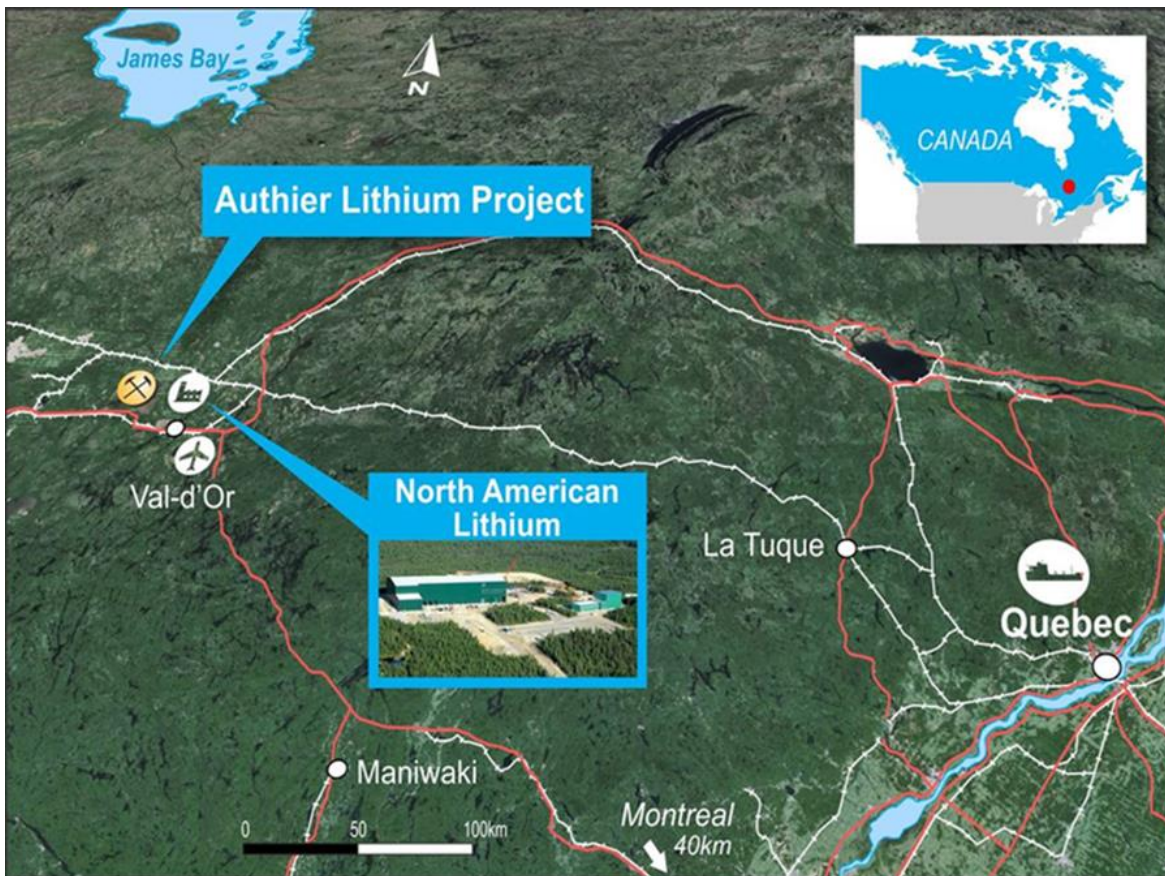 James Bay
N
CANADA
Authier Lithium Project
Val-d'Or
North American
Lithium
La Tuque
Quebec
Maniwaki
0 50 100km
Montreal
40km